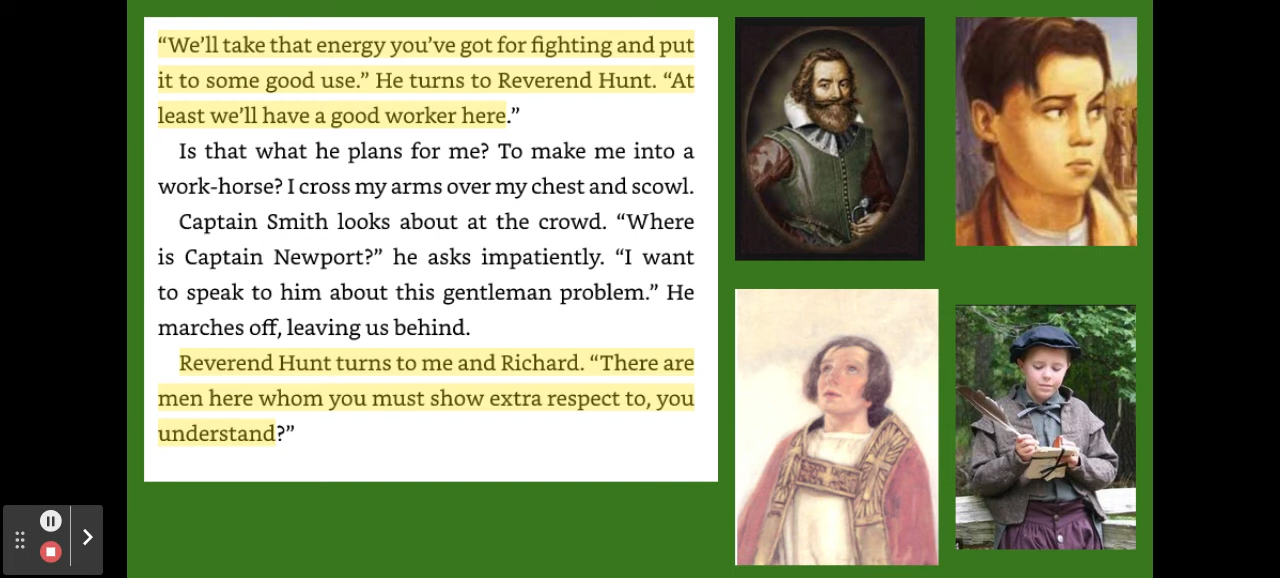 “We’ll take that energy you’ve got for fighting and put
it to some good use.” He turns to Reverend Hunt. “At
least we’ll have a good worker here.”
Is that what he plans for me? To make me into a
work-horse? I cross my arms over my chest and scowl.
Captain Smith looks about at the crowd. “Where
is Captain Newport?” he asks impatiently. “I want
to speak to him about this gentleman problem.” He
marches off, leaving us behind.
Reverend Hunt turns to me and Richard. “There are
men here whom you must show extra respect to, you
understand?”